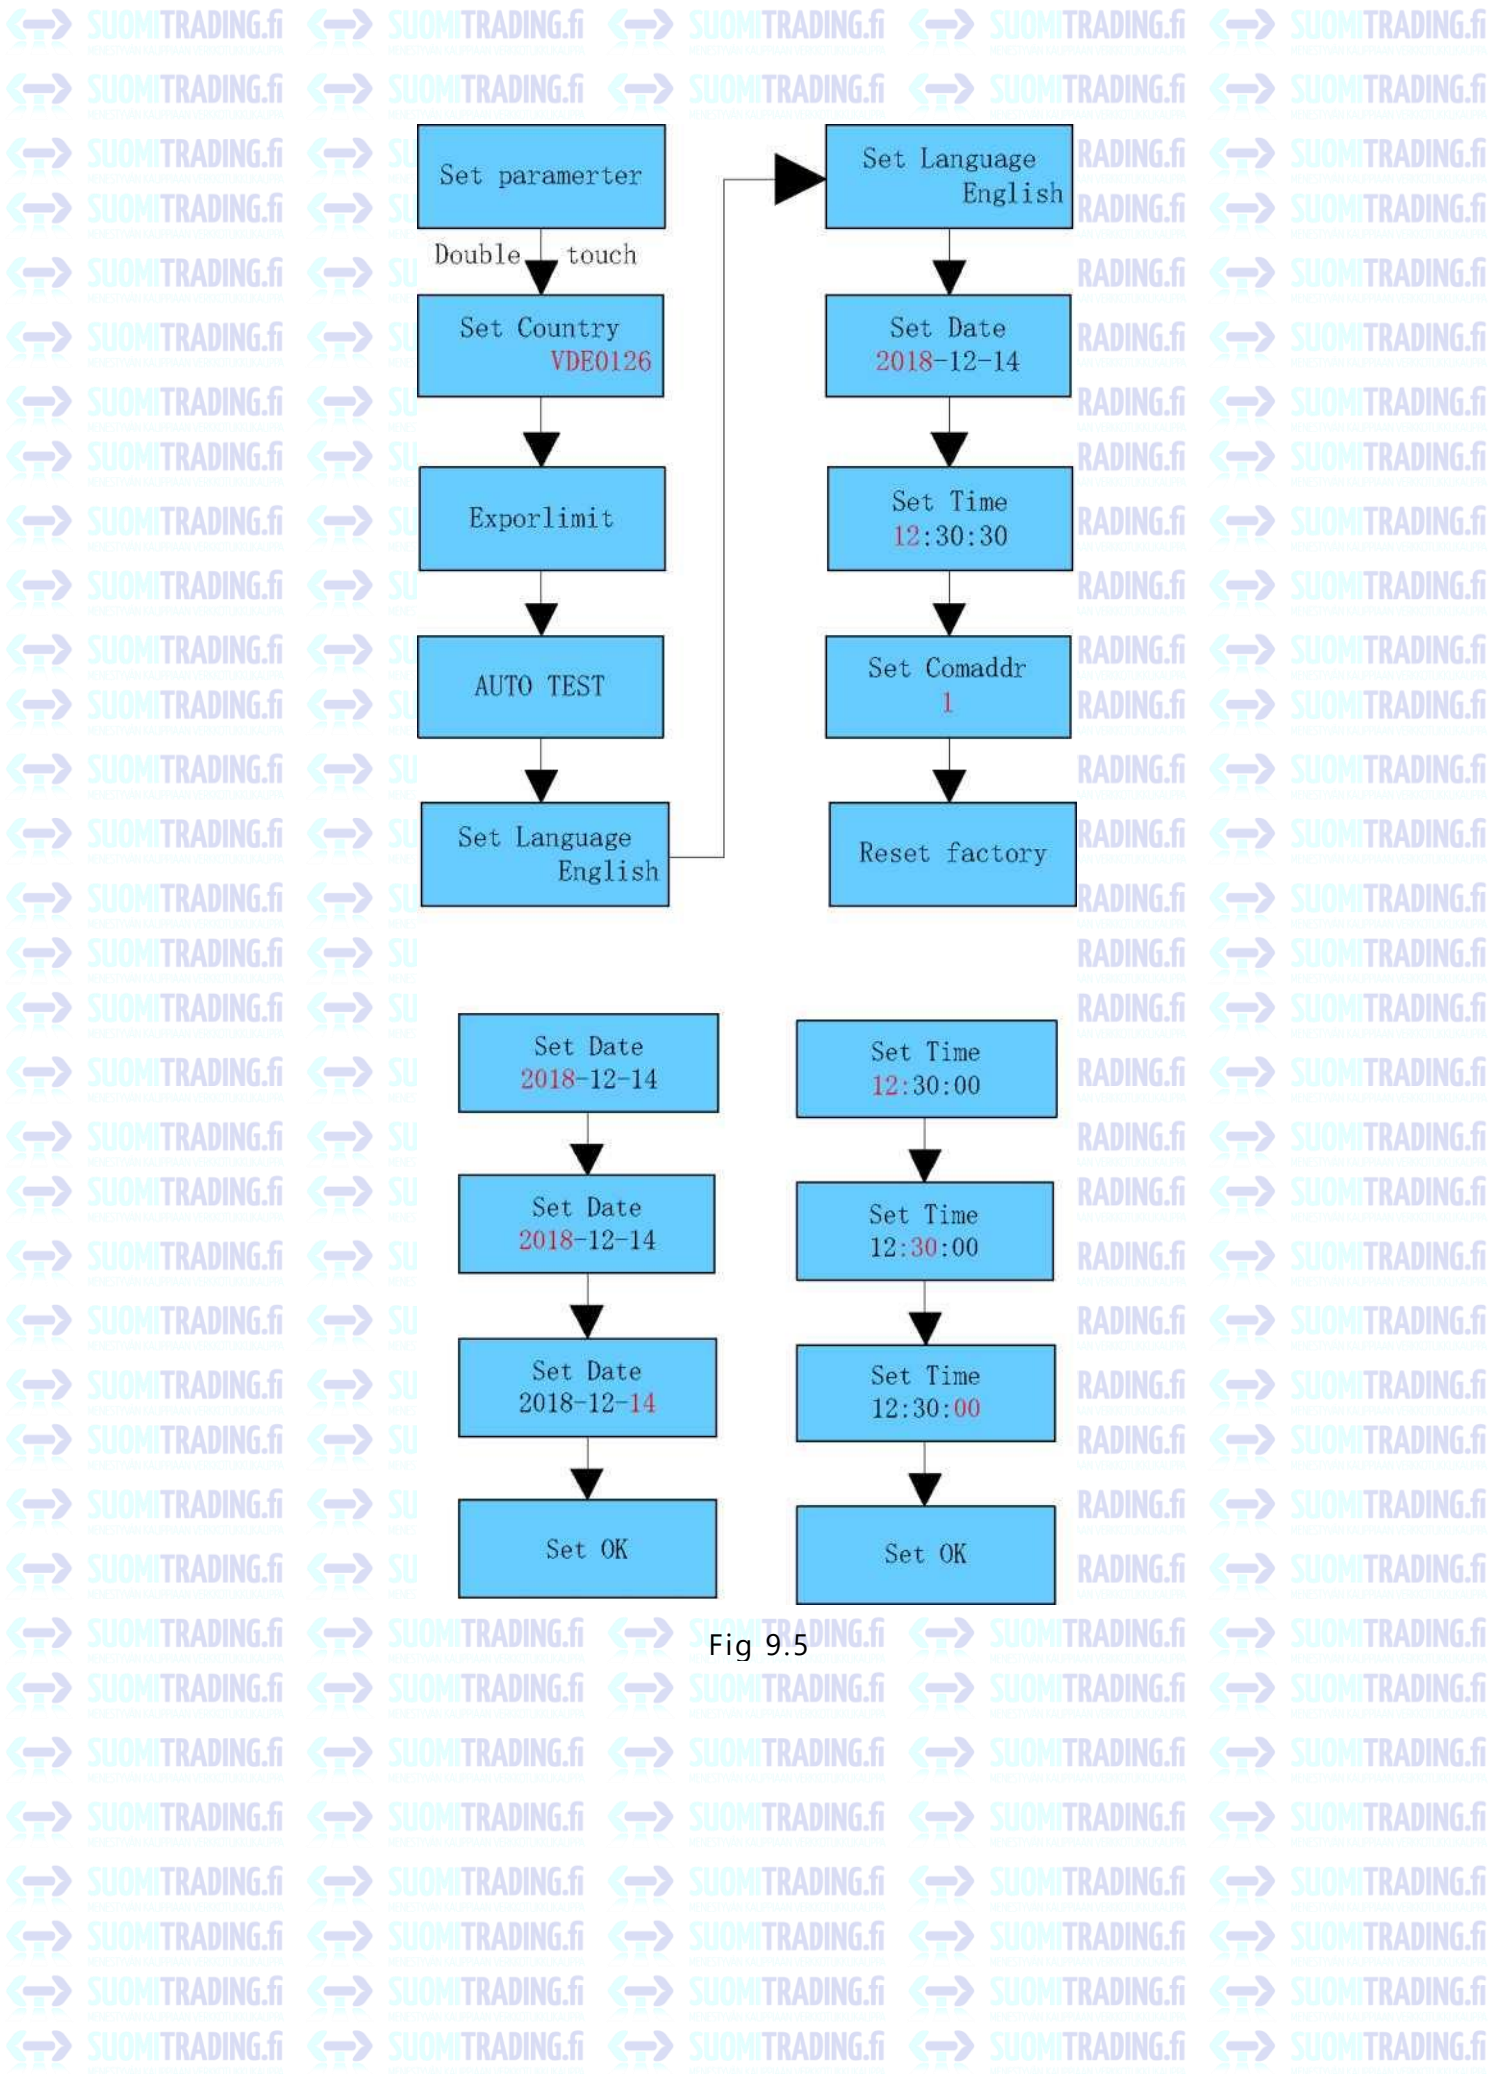 Set paramerter
Double touch
Set Country
VDE0126
Exporlimit
AUTO TEST
Set Language
English
Set Language
English
Set Date
2018-12-14
Set Time
12:30:30
Set Comaddr
1
Reset factory
Set Date
2018-12-14
Set Date
2018-12-14
Set Date
2018-12-14
Set OK
Set Time
12:30:00
Set Time
12:30:00
Set Time
12:30:00
Set OK
Fig 9.5
SUOMITRADING.fi